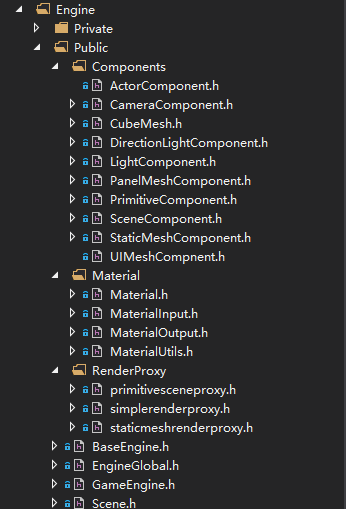 Engine
Private
Public
Components
ActorComponent.h
CameraComponent.h
CubeMesh.h
DirectionLightComponent.h
LightComponent.h
PanelMeshComponent.h
PrimitiveComponent.h
SceneComponent.h
StaticMeshComponent.h
UIMeshCompnent.h
Material
Material.h
MaterialInput.h
MaterialOutput.h
MaterialUtils.h
RenderProxy
primitivesceneproxy.h
simplerenderproxy.h
staticmeshrenderproxy.h
BaseEngine.h
EngineGlobal.h
GameEngine.h
Scene.h